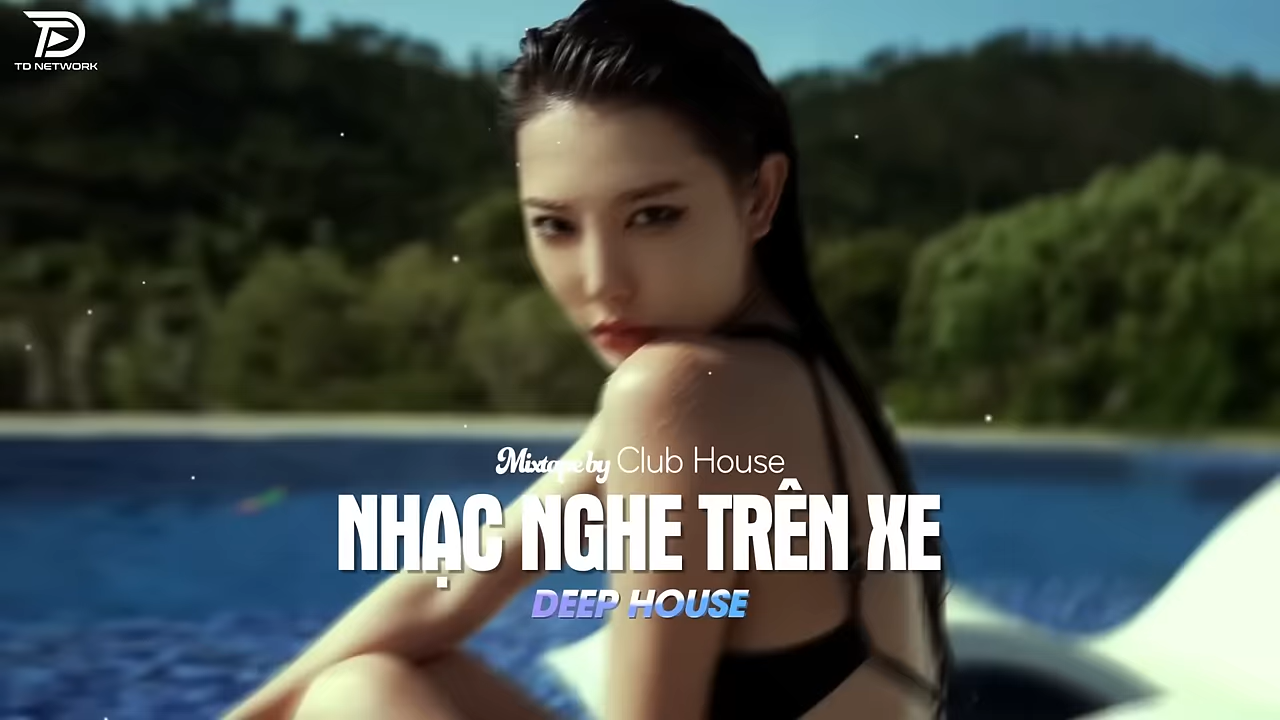 TD NETWORK
Mixtape by Club House
NHẠC NGHE TRÊN XE
DEEP HOUSE